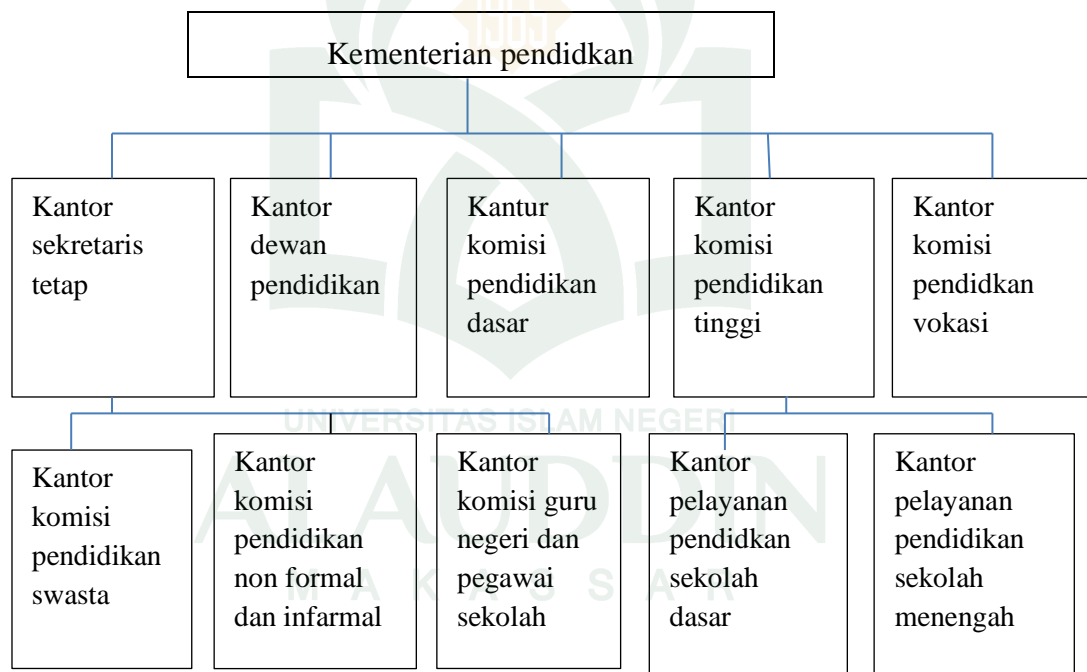 Kementerian pendidkan
Kantor
sekretaris
tetap
Kantor
dewan
pendidikan
Kantur
komisi
pendidikan
dasar
Kantor
komisi
pendidikan
tinggi
Kantor
komisi
pendidkan
vokasi
UNIVERSITAS ISLAM NEGERI
Kantor
komisi
pendidikan
swasta
Kantor
komisi
pendidikan
non formal
dan infarmal
Kantor
komisi guru
negeri dan
pegawai
sekolah
Kantor
pelayanan
pendidkan
sekolah
dasar
Kantor
pelayanan
pendidikan
sekolah
menengah
ALAUDDIN
MAKASSAR
1965